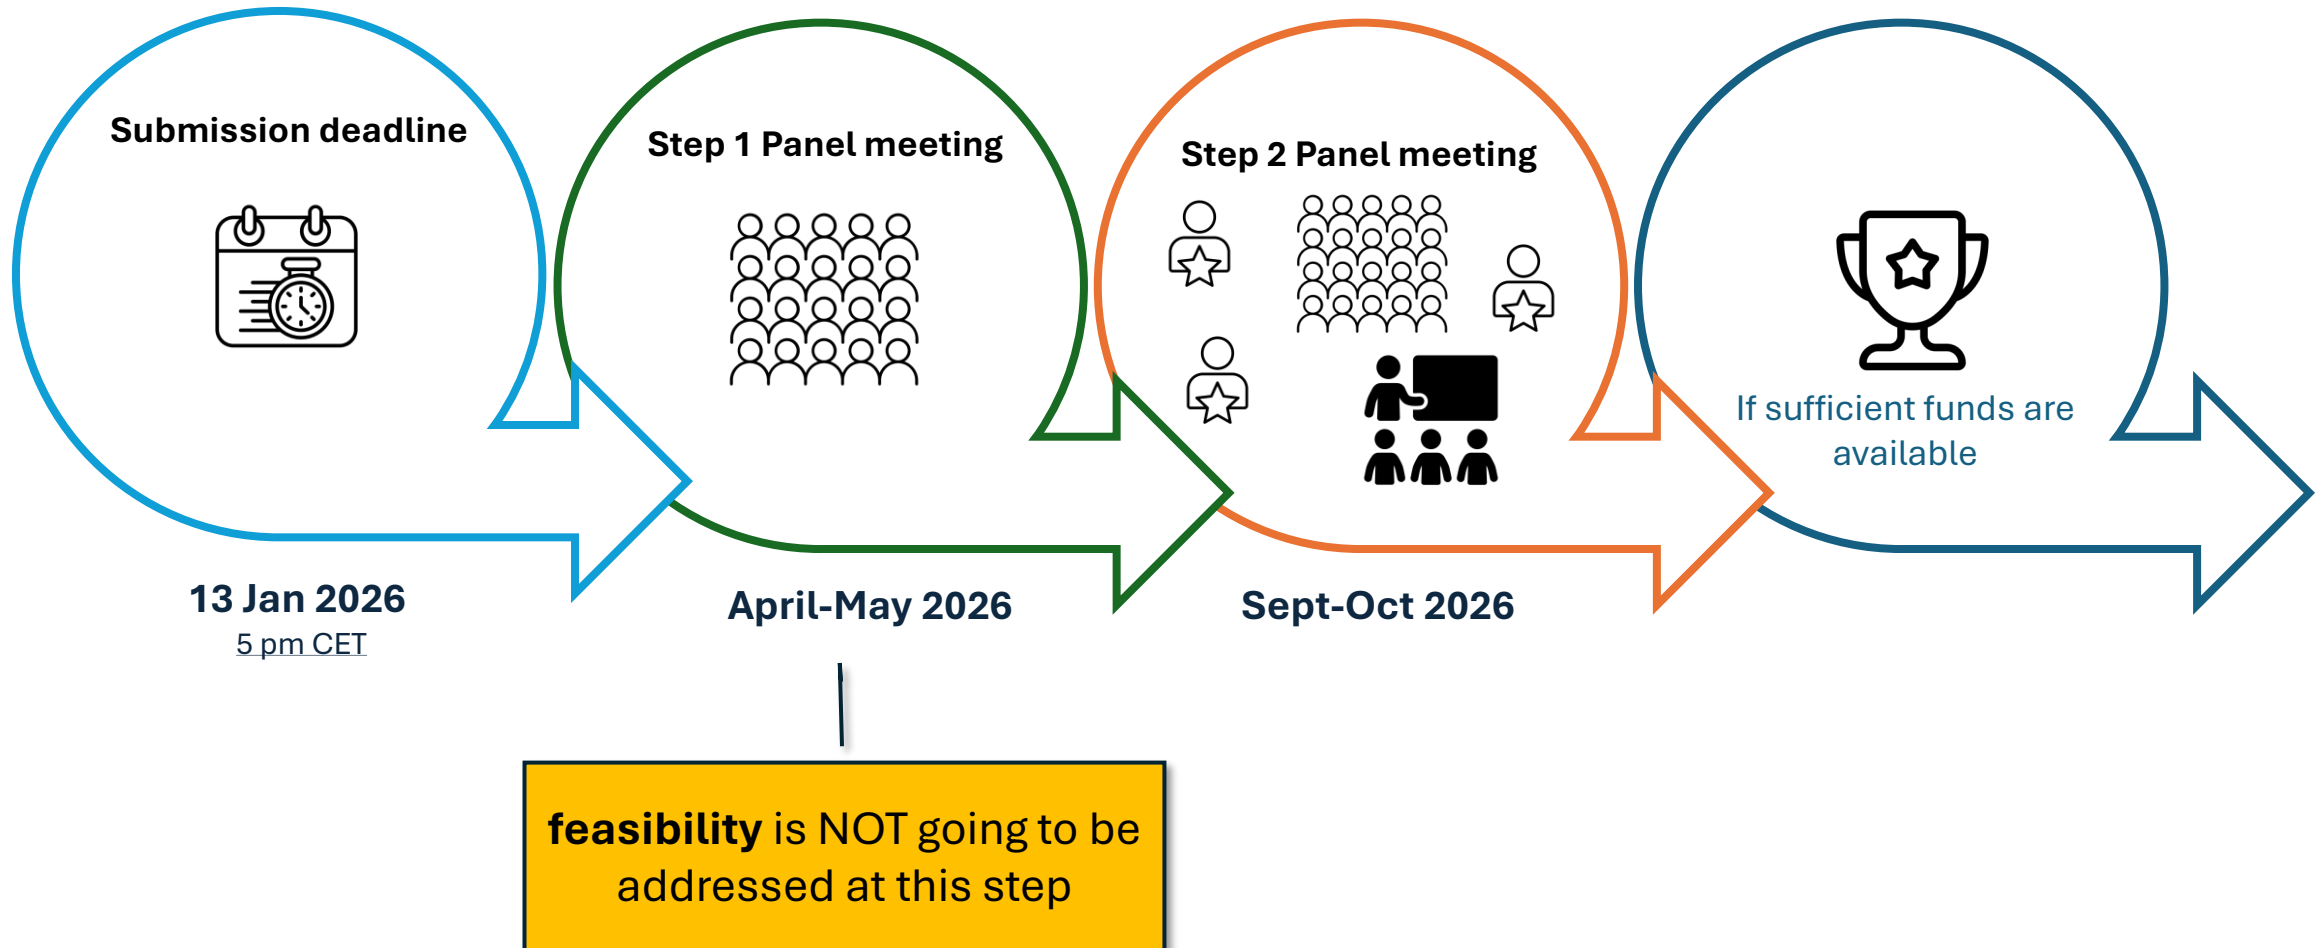 Submission deadline
Step 1 Panel meeting
Step 2 Panel meeting
If sufficient funds are
available
13 Jan 2026
5 pm CET
April-May 2026
Sept-Oct 2026
feasibility is NOT going to be
addressed at this step